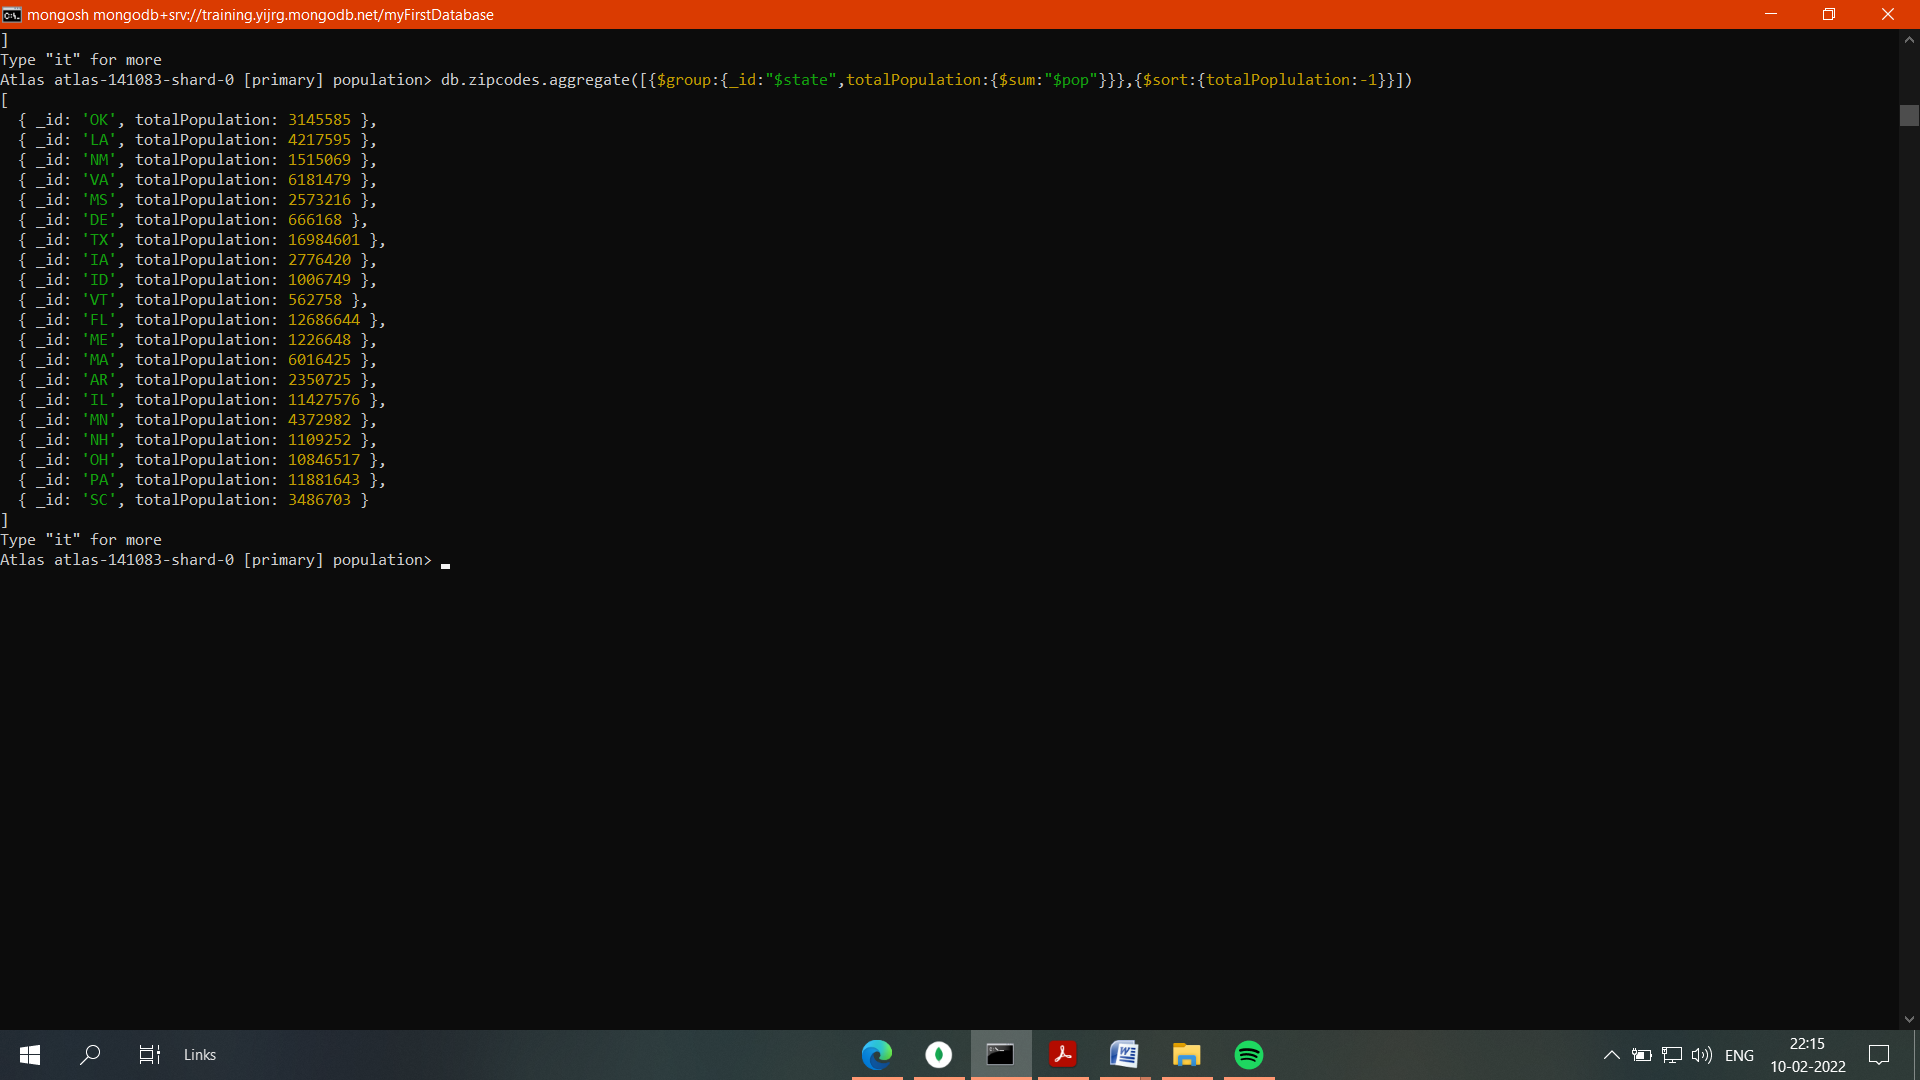 mongosh mongodb+srv://training.yijrg.mongodb.net/myFirstDatabase
]
Type "it" for more
Atlas atlas-141083-shard-0 [primary] population> db.zipcodes.aggregate([{$group:{_id:"$state",totalPopulation:{$sum:"$pop"}}},{$sort:{totalPoplulation:-1}}])
[
  { _id: 'OK', totalPopulation: 3145585 },
  { _id: 'LA', totalPopulation: 4217595 },
  { _id: 'NM', totalPopulation: 1515069 },
  { _id: 'VA', totalPopulation: 6181479 },
  { _id: 'MS', totalPopulation: 2573216 },
  { _id: 'DE', totalPopulation: 666168 },
  { _id: 'TX', totalPopulation: 16984601 },
  { _id: 'IA', totalPopulation: 2776420 },
  { _id: 'ID', totalPopulation: 1006749 },
  { _id: 'VT', totalPopulation: 562758 },
  { _id: 'FL', totalPopulation: 12686644 },
  { _id: 'ME', totalPopulation: 1226648 },
  { _id: 'MA', totalPopulation: 6016425 },
  { _id: 'AR', totalPopulation: 2350725 },
  { _id: 'IL', totalPopulation: 11427576 },
  { _id: 'MN', totalPopulation: 4372982 },
  { _id: 'NH', totalPopulation: 1109252 },
  { _id: 'OH', totalPopulation: 10846517 },
  { _id: 'PA', totalPopulation: 11881643 },
  { _id: 'SC', totalPopulation: 3486703 }
]
Type "it" for more
Atlas atlas-141083-shard-0 [primary] population>
Links
ENG
22:15
10-02-2022